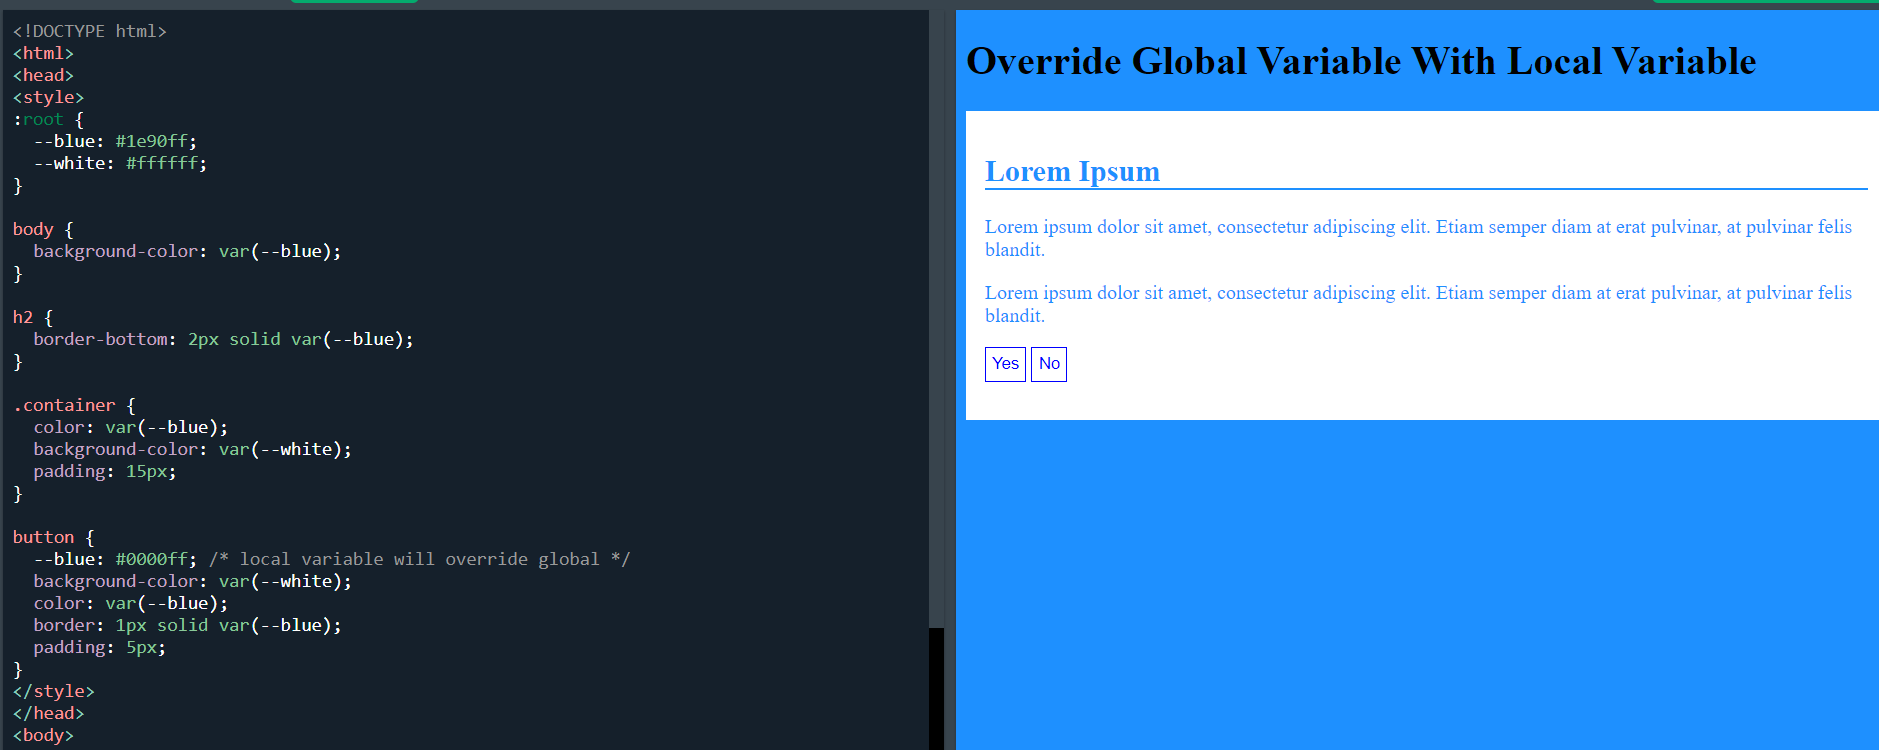 <!DOCTYPE html>
<html>
<head>
<style>
:root {
  --blue: #1e90ff;
  --white: #ffffff;
}

body {
  background-color: var(--blue);
}

h2 {
  border-bottom: 2px solid var(--blue);
}

.container {
  color: var(--blue);
  background-color: var(--white);
  padding: 15px;
}

button {
  --blue: #0000ff; /* local variable will override global */
  background-color: var(--white);
  color: var(--blue);
  border: 1px solid var(--blue);
  padding: 5px;
}
</style>
</head>
<body>
Override Global Variable With Local Variable
Lorem Ipsum
Lorem ipsum dolor sit amet, consectetur adipiscing elit. Etiam semper diam at erat pulvinar, at pulvinar felis
blandit.
Lorem ipsum dolor sit amet, consectetur adipiscing elit. Etiam semper diam at erat pulvinar, at pulvinar felis
blandit.
Yes No